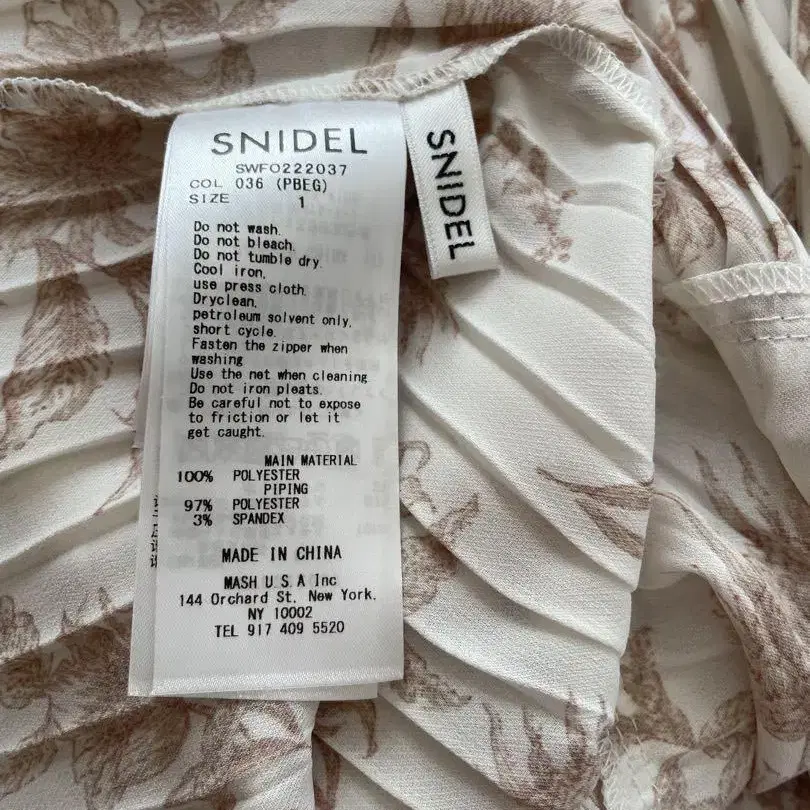 SNIDEL
SWFO222037
COL 036 (PBEG)
SIZE 1
Do not wash.
Do not bleach.
Do not tumble dry.
Cool iron,
use press cloth.
Dryclean,
petroleum solvent only,
short cycle.
Fasten the zipper when
washing
Use the net when cleaning
Do not iron pleats.
Be careful not to expose
to friction or let it
get caught.
MAIN MATERIAL
100% POLYESTER
PIPING
97% POLYESTER
3% SPANDEX
MADE IN CHINA
MASH U S A Inc
144 Orchard St, New York.
NY 10002
TEL 917 409 5520
SNIDEL